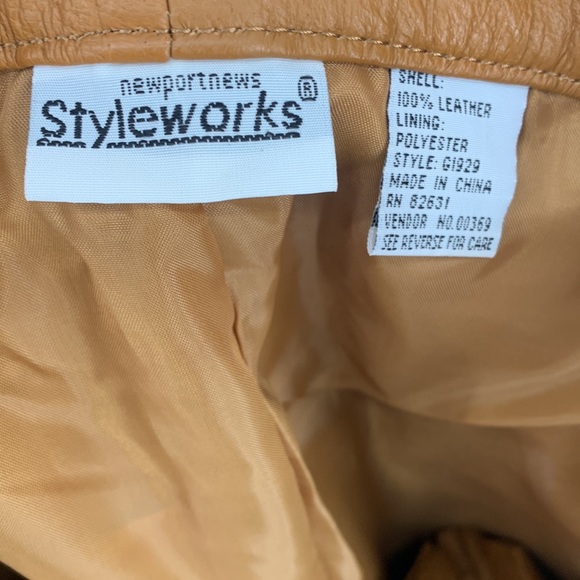 newportnews
Styleworks®
SHELL:
100% LEATHER
LINING:
POLYESTER
STYLE: G1929
MADE IN CHINA
RN 82631
VENDOR NO.00369
SEE REVERSE FOR CARE